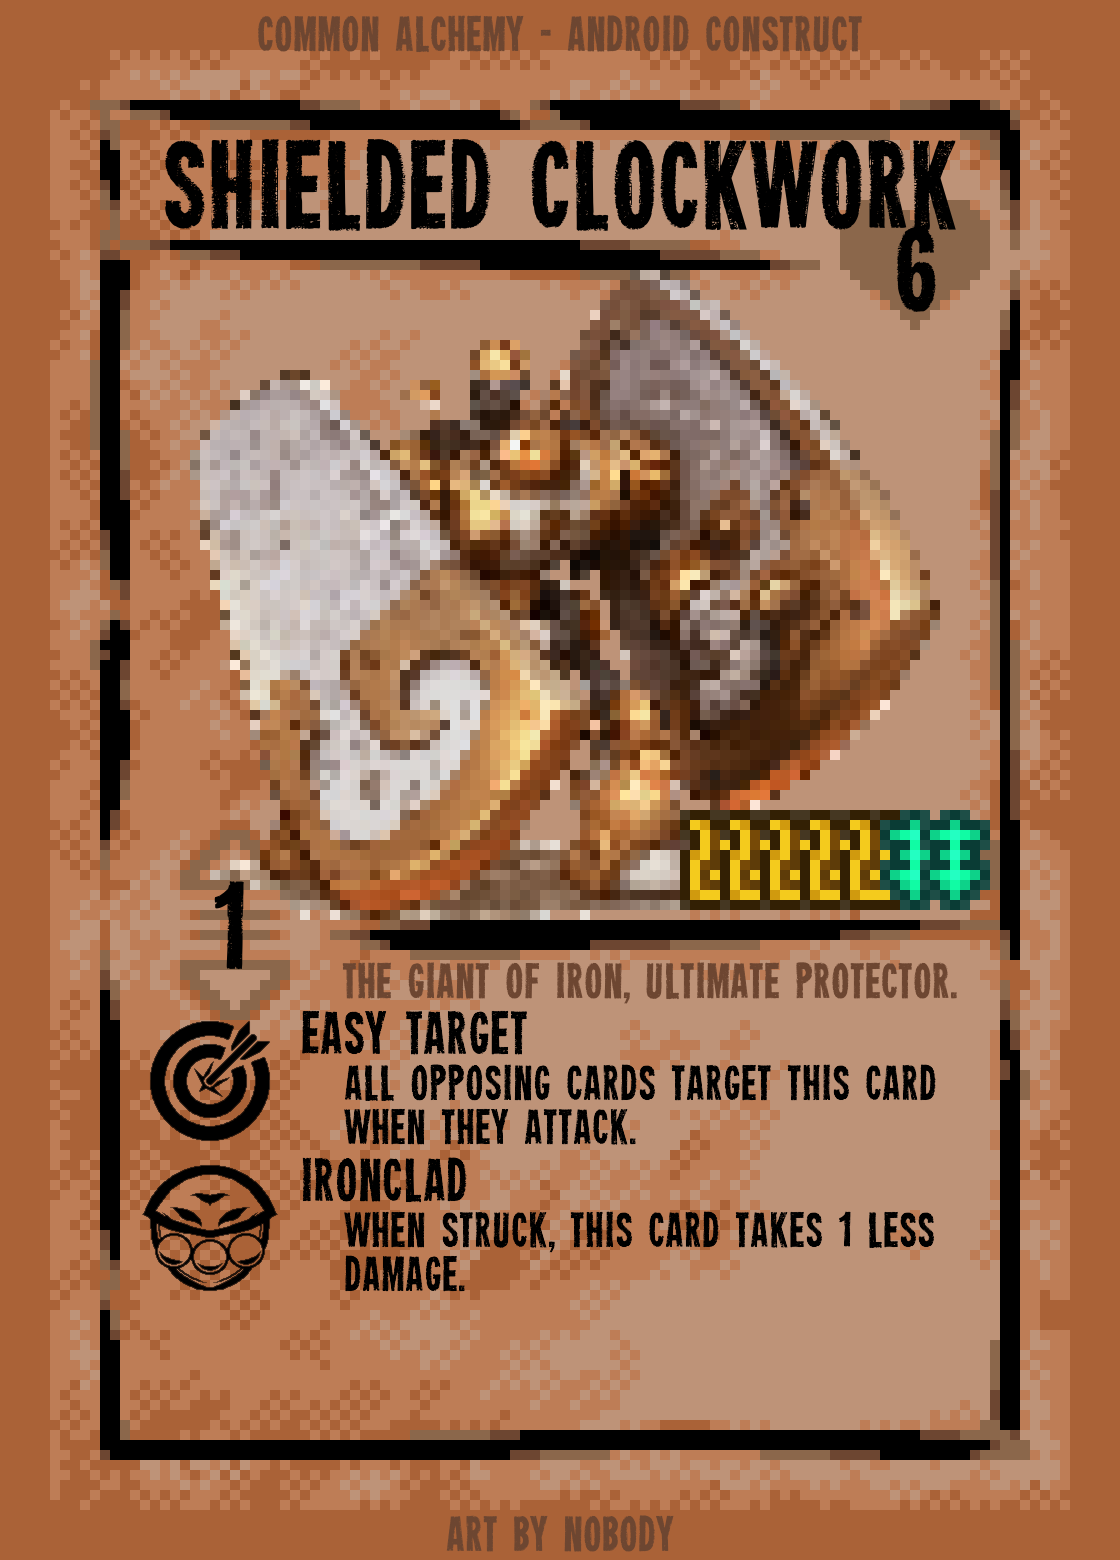 COMMON ALCHEMY - ANDROID CONSTRUCT
SHIELDED CLOCKWORK
6
1
THE GIANT OF IRON, ULTIMATE PROTECTOR.
EASY TARGET
ALL OPPOSING CARDS TARGET THIS CARD
WHEN THEY ATTACK.
IRONCLAD
WHEN STRUCK, THIS CARD TAKES 1 LESS
DAMAGE.
ART BY NOBODY